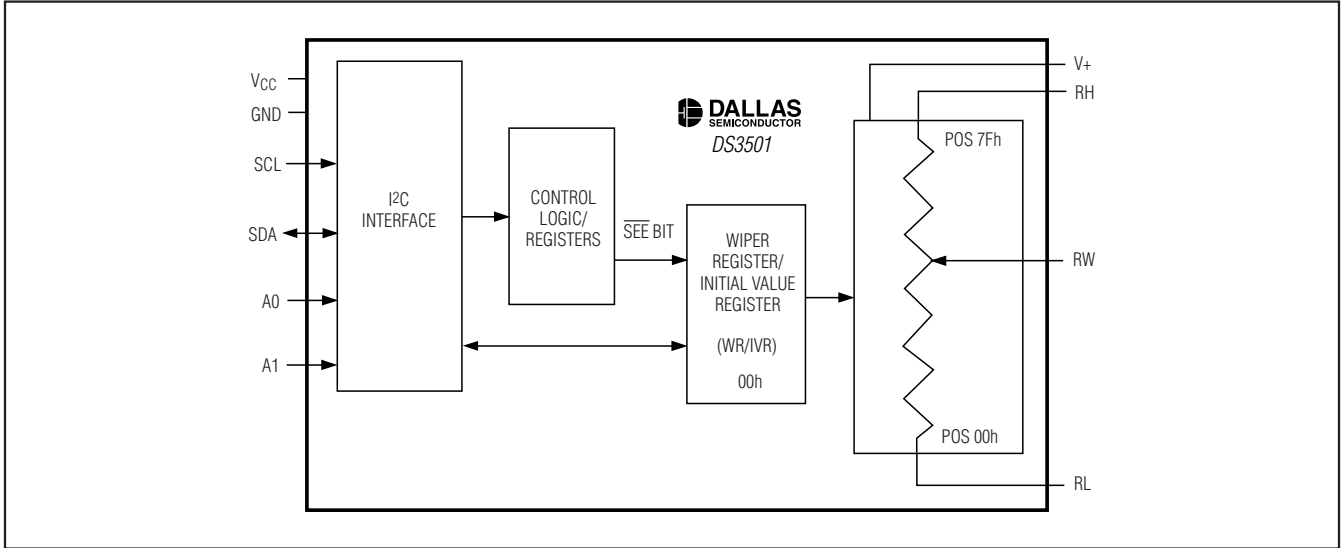 VCC
GND
SCL
SDA
A0
A1
I2C
INTERFACE
CONTROL
LOGIC/
REGISTERS
SEE BIT
DALLAS
SEMICONDUCTOR
DS3501
WIPER
REGISTER/
INITIAL VALUE
REGISTER
(WR/IVR)
00h
POS 7Fh
POS 00h
V+
RH
RW
RL